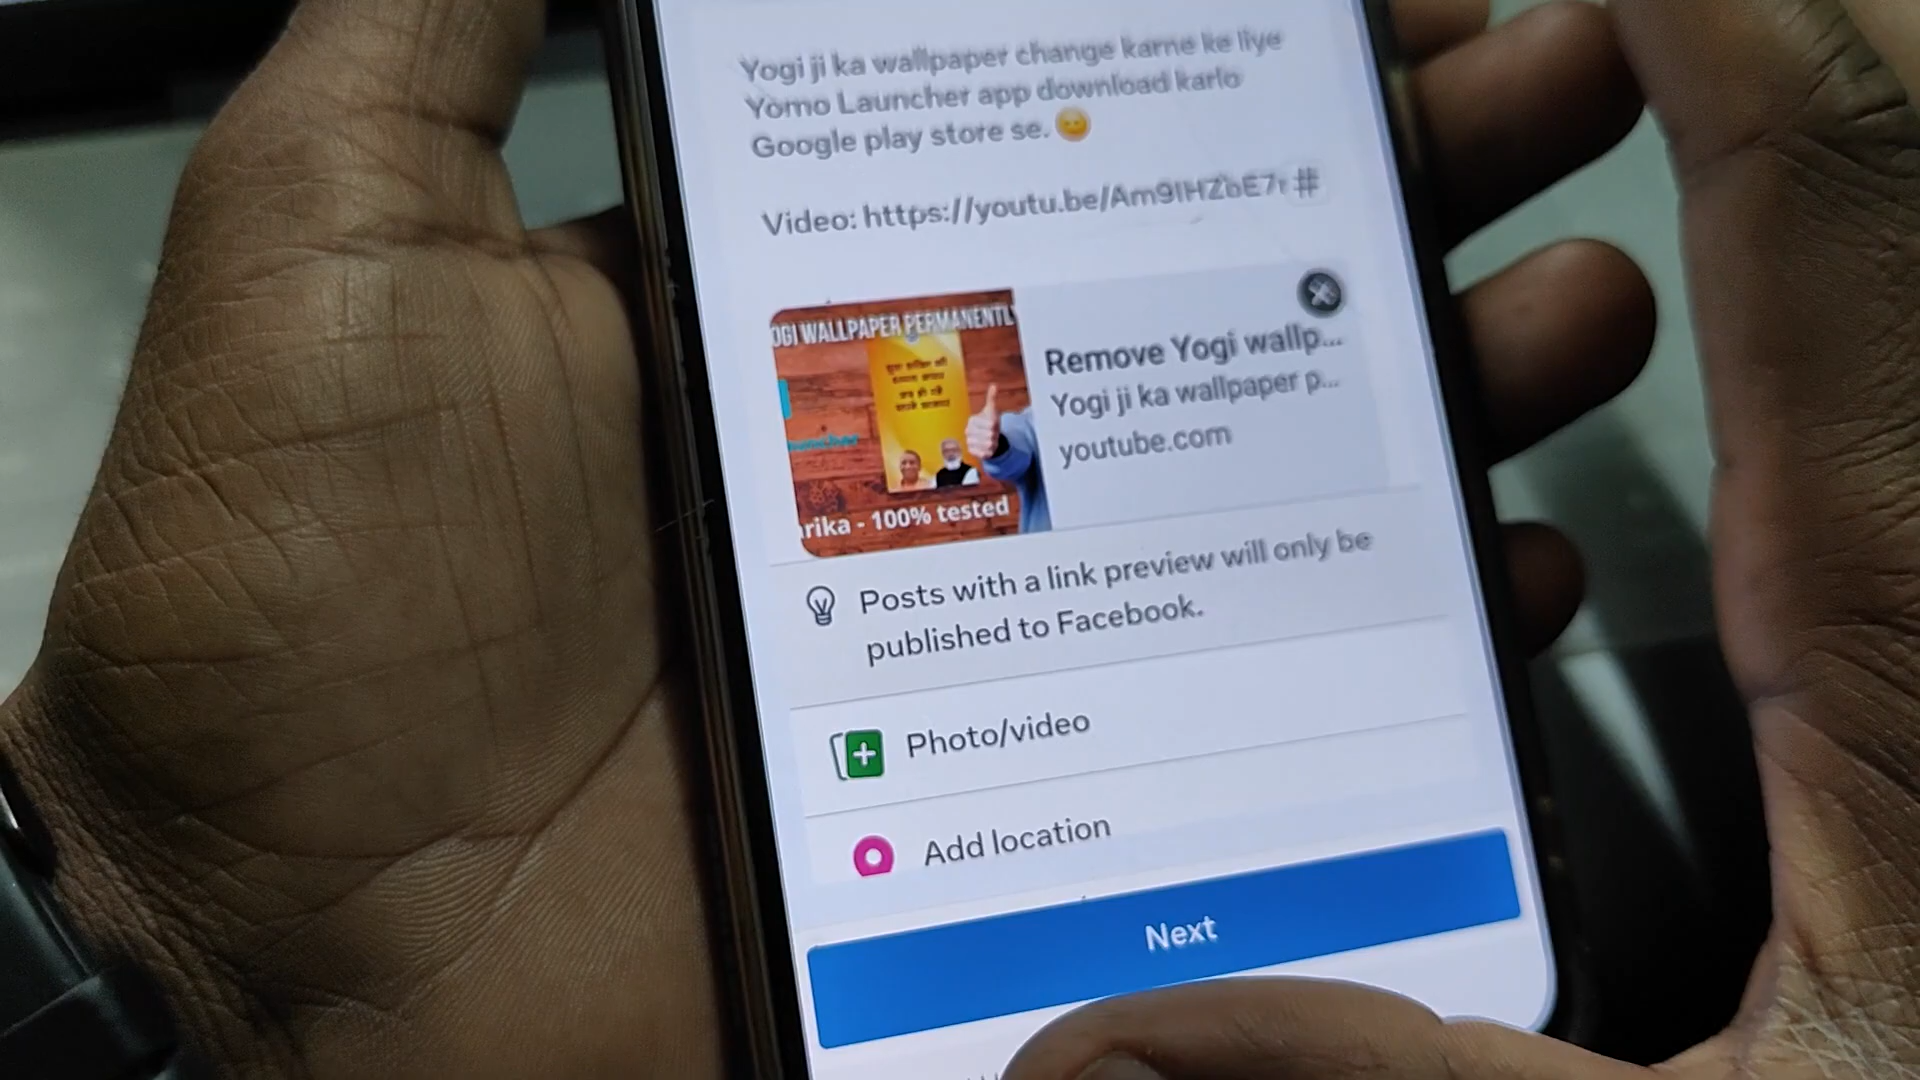 Yogi ji ka wallpaper change karne ke liye
Yomo Launcher app download karlo
Google play store se.
Video: https://youtu.be/Am9IHZbE7r #
OGI WALLPAPER PERMANENTL
rika - 100% tested
Remove Yogi wallp...
Yogi ji ka wallpaper p...
youtube.com
Posts with a link preview will only be
published to Facebook.
Photo/video
Add location
Next